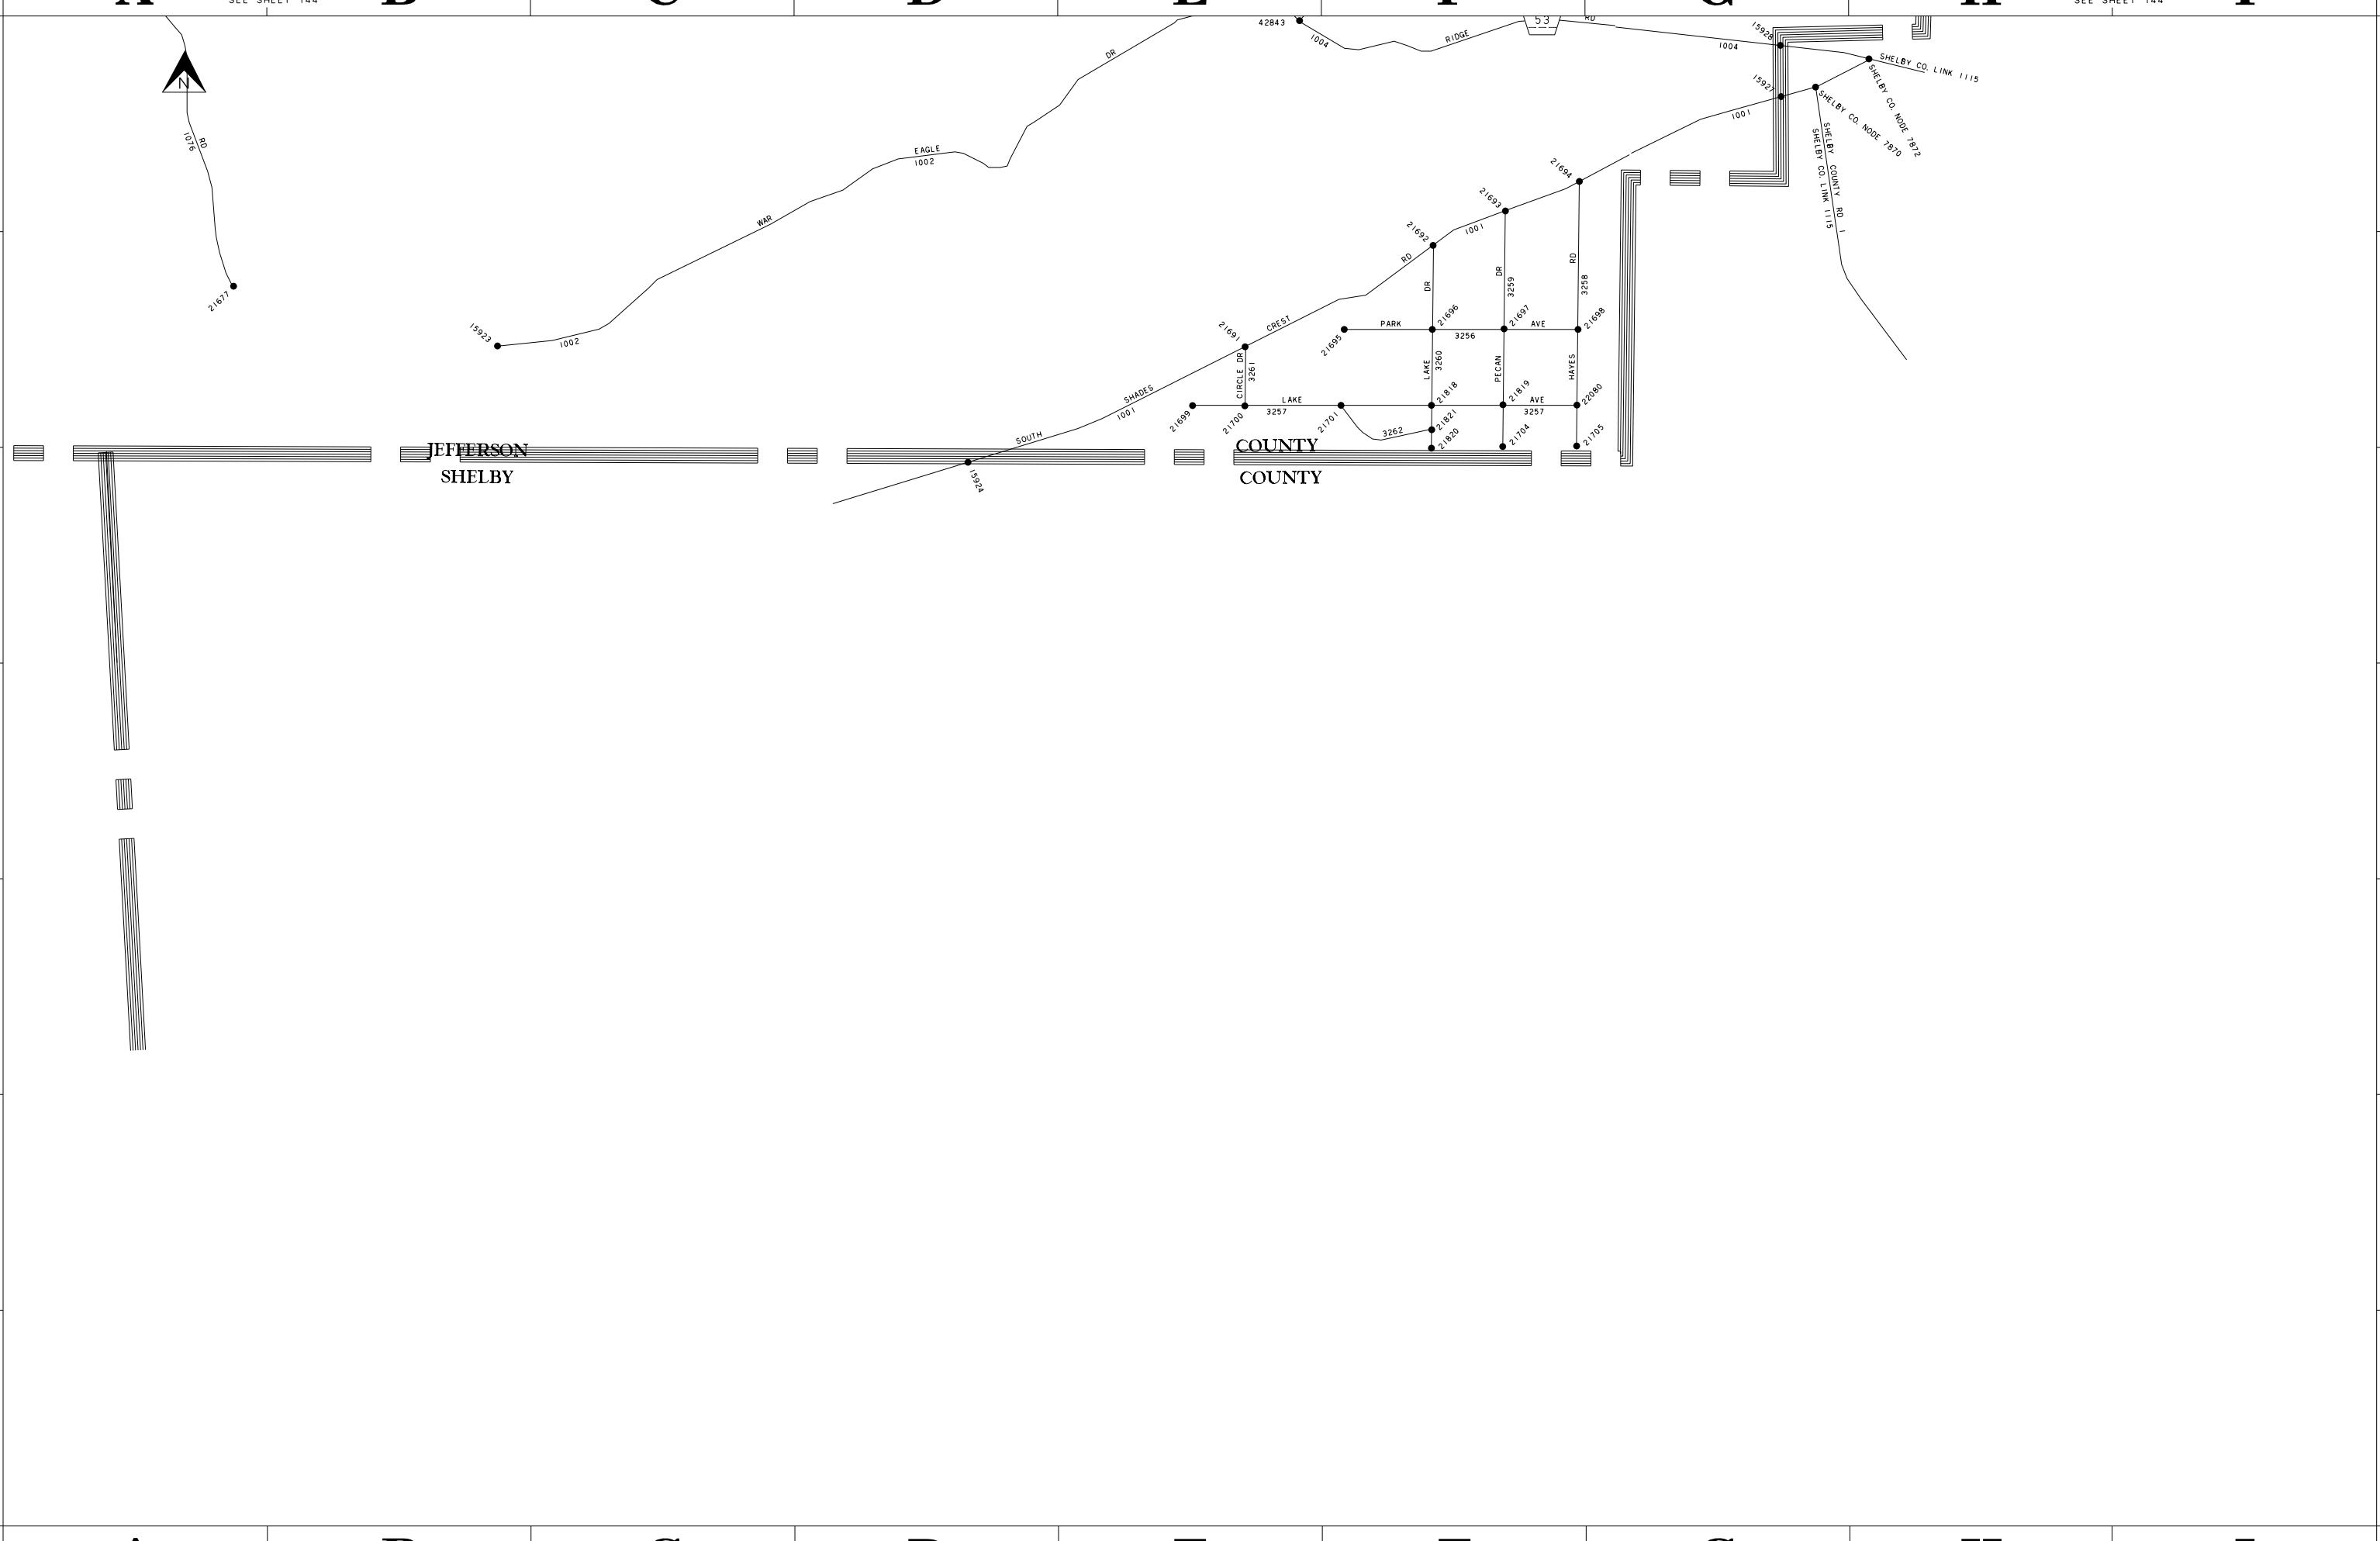 SEE SHEET 144
SEE SHEET 144
A B C D E F G H I
N
RD
1076
21677
DR
EAGLE
1002
WAR
15923
1002
42843
1004
RIDGE
53
RD
1004
15928
SHELBY CO. LINK 1115
SHELBY CO. NODE 7872
15927
SHELBY CO. NODE 7870
SHELBY COUNTY RD 1
SHELBY CO. LINK 1115
1001
21694
21693
21692
1001
RD
DR
DR
3259
RD
3258
21691
CREST
21695
PARK
21696
3256
21697
AVE
21698
CIRCLE DR
3261
LAKE
3260
PECAN
HAYES
SHADES
1001
21699
21700
LAKE
3257
21701
21818
21819
AVE
3257
22080
3262
21821
21820
21704
21705
SOUTH
15924
JEFFERSON COUNTY
SHELBY COUNTY
A B C D E F G H I